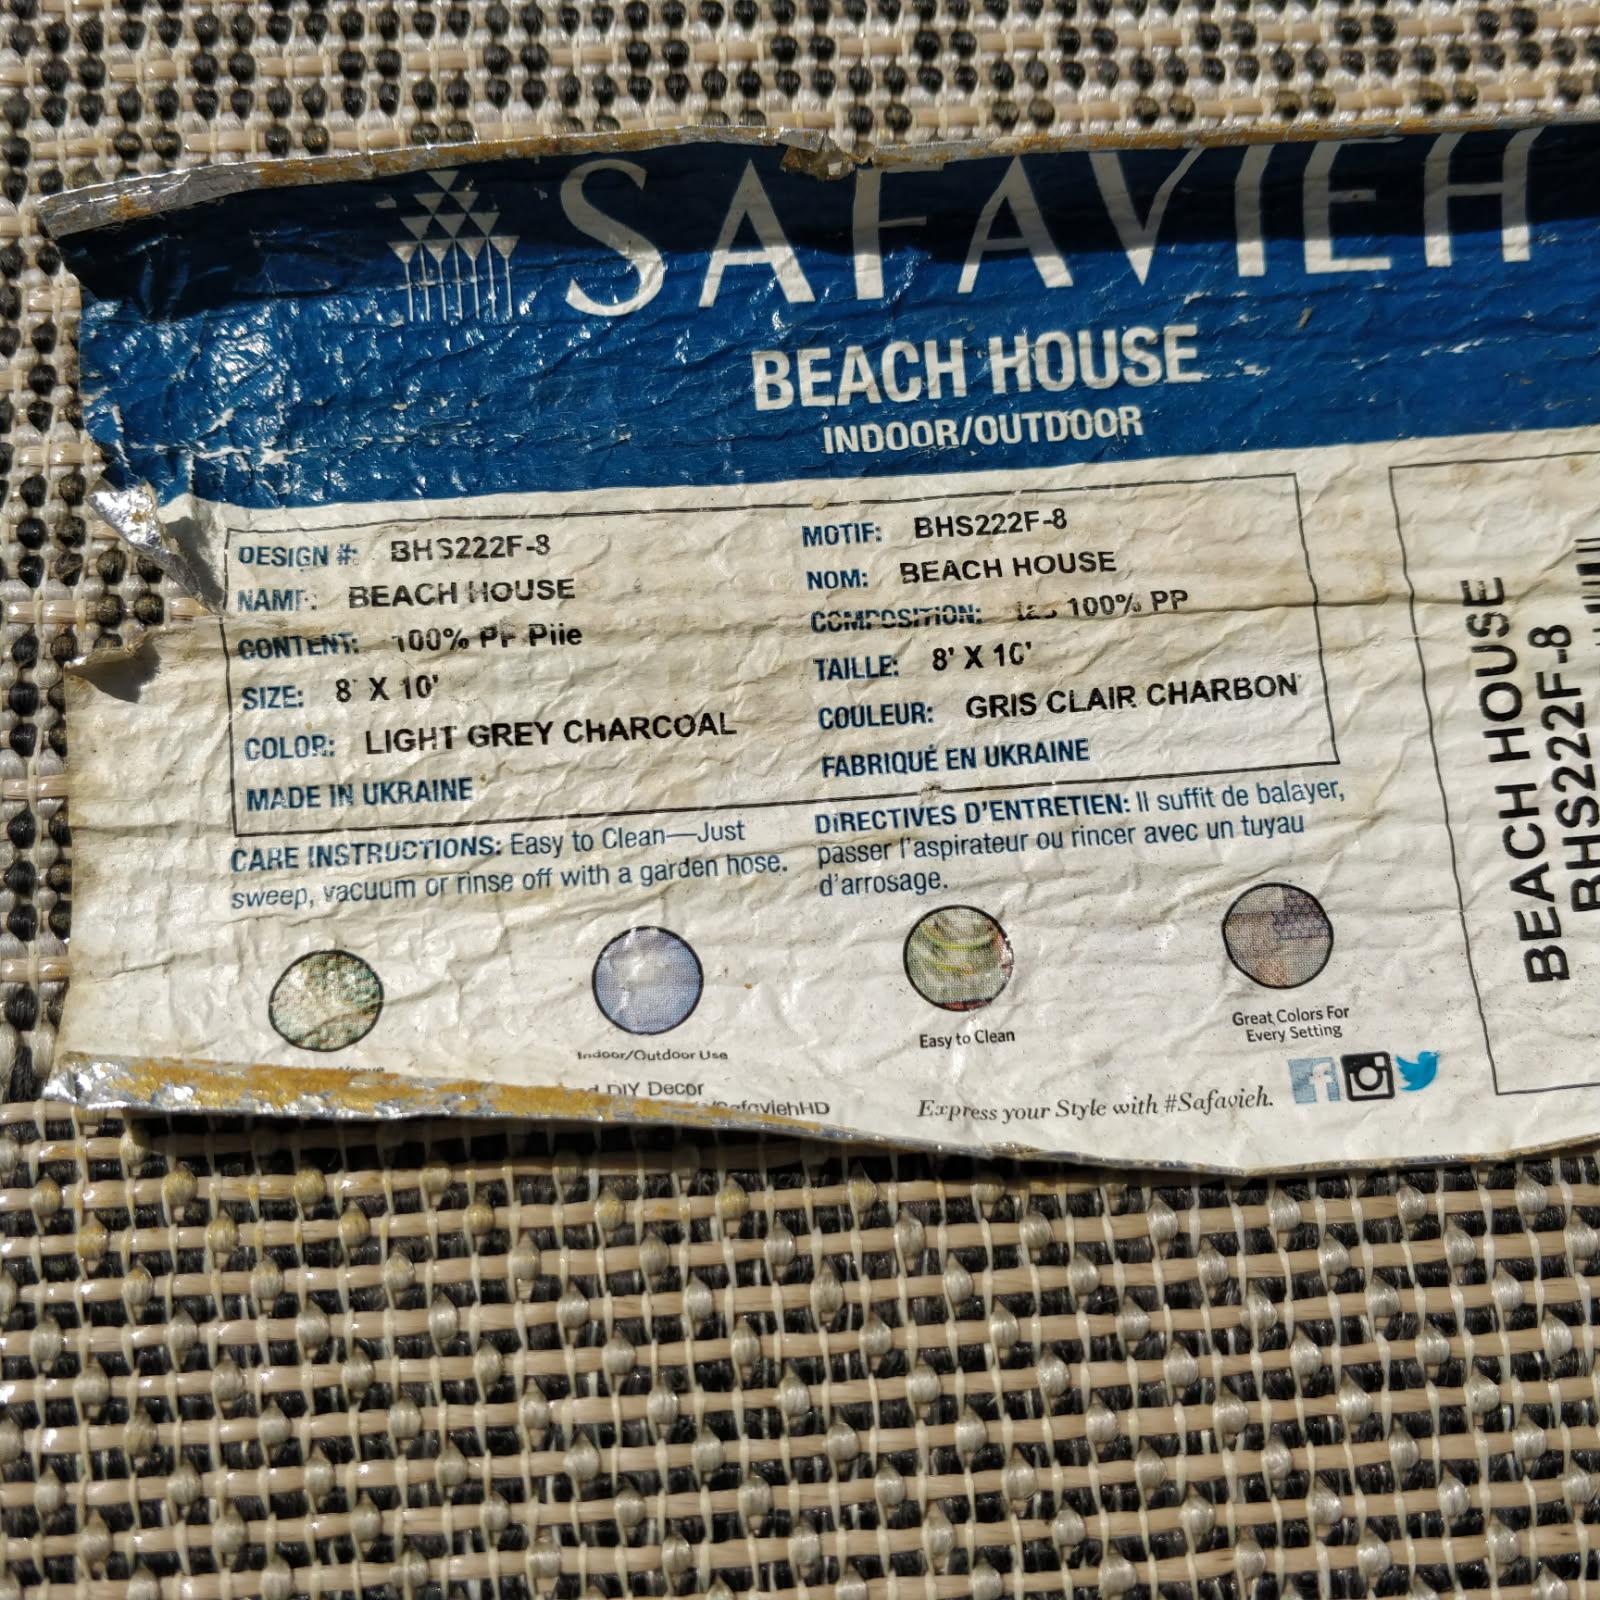 SAFAVIEH
BEACH HOUSE
INDOOR/OUTDOOR
DESIGN #: BHS222F-8
NAME: BEACH HOUSE
CONTENT: 100% PP Pile
SIZE: 8' X 10'
COLOR: LIGHT GREY CHARCOAL
MADE IN UKRAINE
MOTIF: BHS222F-8
NOM: BEACH HOUSE
COMPOSITION: 100% PP
TAILLE: 8' X 10'
COULEUR: GRIS CLAIR CHARBON
FABRIQUÉ EN UKRAINE
CARE INSTRUCTIONS: Easy to Clean—Just
sweep, vacuum or rinse off with a garden hose.
DIRECTIVES D'ENTRETIEN: Il suffit de balayer,
passer l'aspirateur ou rincer avec un tuyau
d'arrosage.
Indoor/Outdoor Use
Easy to Clean
Great Colors For
Every Setting
DIY Decor
Express your Style with #Safavieh.
BEACH HOUSE
BHS222F-8